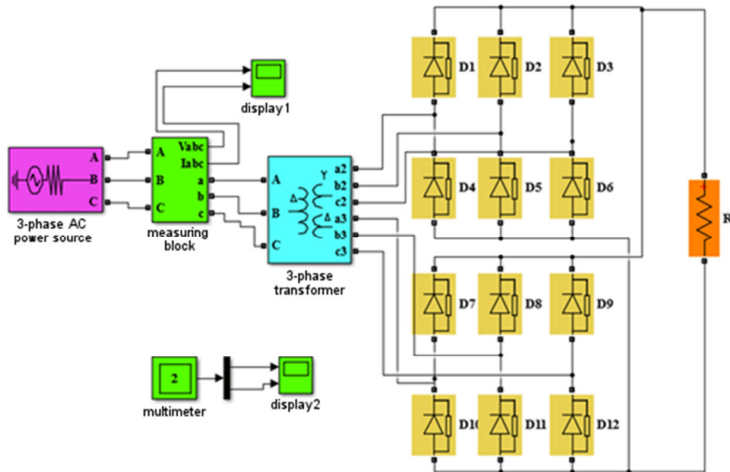 D1
D2
D3
display1
Vabc
Iabc
A
A
B
B
C
C
a
b
c
A
B
C
Y
Δ
Δ
a2
b2
c2
a3
b3
c3
3-phase AC
power source
measuring
block
3-phase
transformer
D4
D5
D6
+
R
D7
D8
D9
2
multimeter
display2
D10
D11
D12